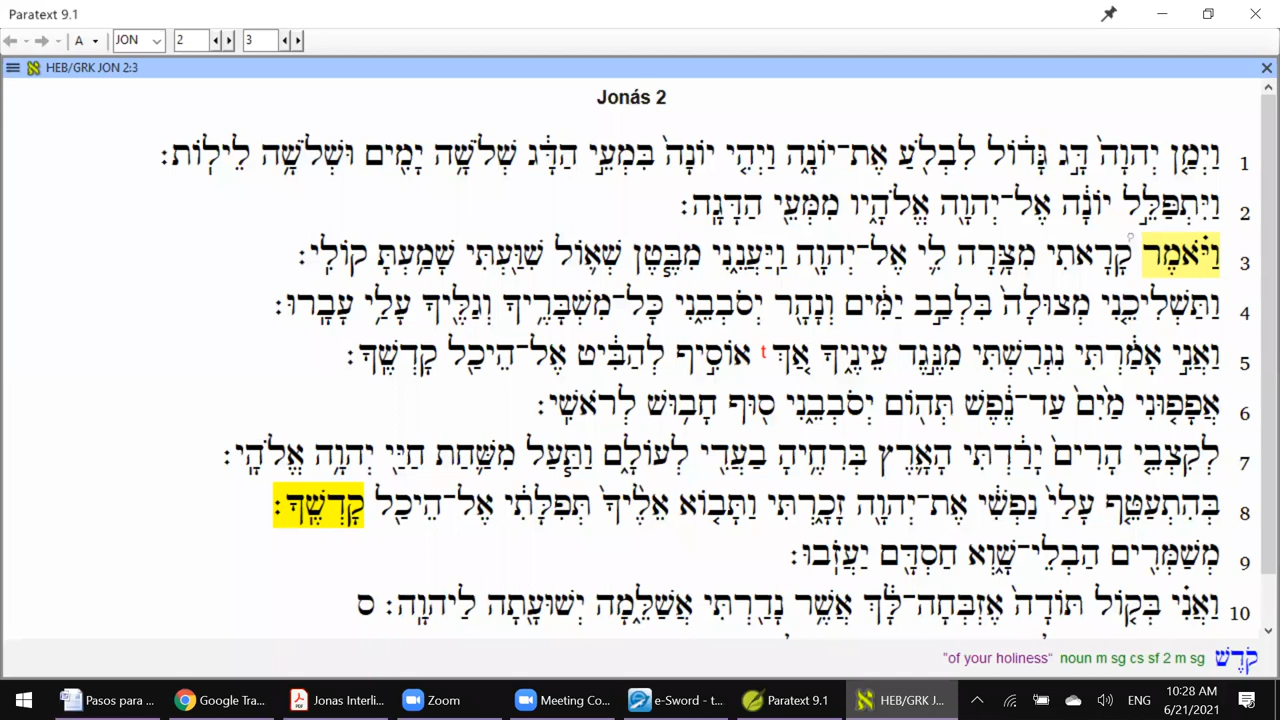 Paratext 9.1
A JON 2 3
HEB/GRK JON 2:3
Jonás 2
1 וַיְמַ֤ן יְהוָה֙ דָּ֣ג גָּד֔וֹל לִבְלֹ֖עַ אֶת־יוֹנָ֑ה וַיְהִ֤י יוֹנָה֙ בִּמְעֵ֣י הַדָּ֔ג שְׁלֹשָׁ֥ה יָמִ֖ים וּשְׁלֹשָׁ֥ה לֵילֽוֹת׃
2 וַיִּתְפַּלֵּ֣ל יוֹנָ֔ה אֶל־יְהוָ֖ה אֱלֹהָ֑יו מִמְּעֵ֖י הַדָּגָֽה׃
3 וַיֹּ֗אמֶר קָ֠רָאתִי מִצָּ֥רָה לִ֛י אֶל־יְהוָ֖ה וַֽיַּעֲנֵ֑נִי מִבֶּ֧טֶן שְׁא֛וֹל שִׁוַּ֖עְתִּי שָׁמַ֥עְתָּ קוֹלִֽי׃
4 וַתַּשְׁלִיכֵ֤נִי מְצוּלָה֙ בִּלְבַ֣ב יַמִּ֔ים וְנָהָ֖ר יְסֹבְבֵ֑נִי כָּל־מִשְׁבָּרֶ֥יךָ וְגַלֶּ֖יךָ עָלַ֥י עָבָֽרוּ׃
5 וַאֲנִ֣י אָמַ֔רְתִּי נִגְרַ֖שְׁתִּי מִנֶּ֣גֶד עֵינֶ֑יךָ אַ֚ךְ t אוֹסִ֣יף לְהַבִּ֔יט אֶל־הֵיכַ֖ל קָדְשֶֽׁךָ׃
6 אֲפָפ֤וּנִי מַ֙יִם֙ עַד־נֶ֔פֶשׁ תְּה֖וֹם יְסֹבְבֵ֑נִי ס֖וּף חָב֥וּשׁ לְרֹאשִֽׁי׃
7 לְקִצְבֵ֤י הָרִים֙ יָרַ֔דְתִּי הָאָ֛רֶץ בְּרִחֶ֥יהָ בַעֲדִ֖י לְעוֹלָ֑ם וַתַּ֧עַל מִשַּׁ֛חַת חַיַּ֖י יְהוָ֥ה אֱלֹהָֽי׃
8 בְּהִתְעַטֵּ֤ף עָלַי֙ נַפְשִׁ֔י אֶת־יְהוָ֖ה זָכָ֑רְתִּי וַתָּב֤וֹא אֵלֶ֙יךָ֙ תְּפִלָּתִ֔י אֶל־הֵיכַ֖ל קָדְשֶֽׁךָ׃
9 מְשַׁמְּרִ֖ים הַבְלֵי־שָׁ֑וְא חַסְדָּ֖ם יַעֲזֹֽבוּ׃
10 וַאֲנִ֗י בְּק֤וֹל תּוֹדָה֙ אֶזְבְּחָה־לָּ֔ךְ אֲשֶׁ֥ר נָדַ֖רְתִּי אֲשַׁלֵּ֑מָה יְשׁוּעָ֖תָה לַיהוָֽה׃ ס
קֹדֶשׁ noun m sg cs sf 2 m sg "of your holiness"
Pasos para ... Google Tra... Jonas Interli... Zoom Meeting Co... e-Sword - t... Paratext 9.1 HEB/GRK J... ENG 10:28 AM
6/21/2021